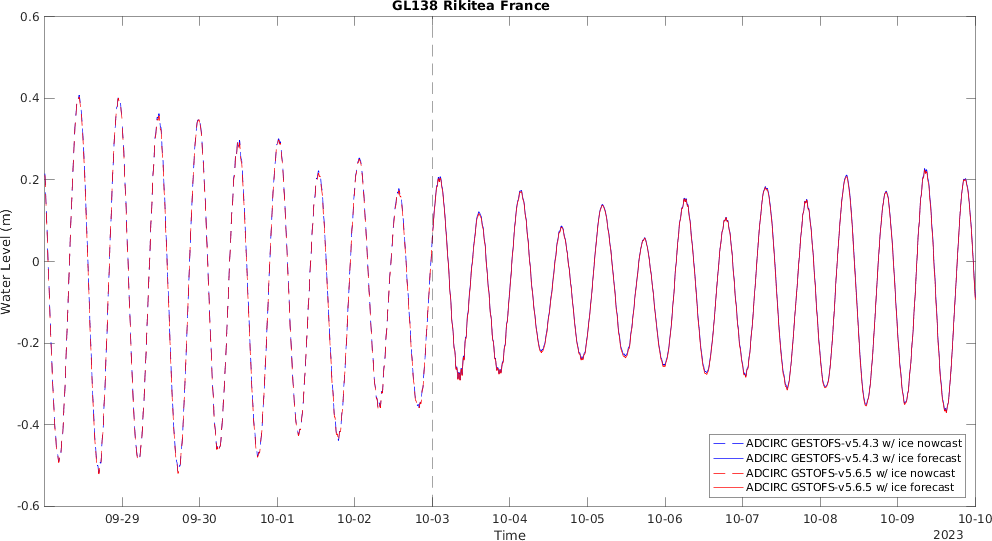 GL138 Rikitea France
0.6
0.4
0.2
0
-0.2
-0.4
-0.6
Water Level (m)
09-29
09-30
10-01
10-02
10-03
10-04
10-05
10-06
10-07
10-08
10-09
10-10
Time
2023
ADCIRC GESTOFS-v5.4.3 w/ ice nowcast
ADCIRC GESTOFS-v5.4.3 w/ ice forecast
ADCIRC GSTOFS-v5.6.5 w/ ice nowcast
ADCIRC GSTOFS-v5.6.5 w/ ice forecast